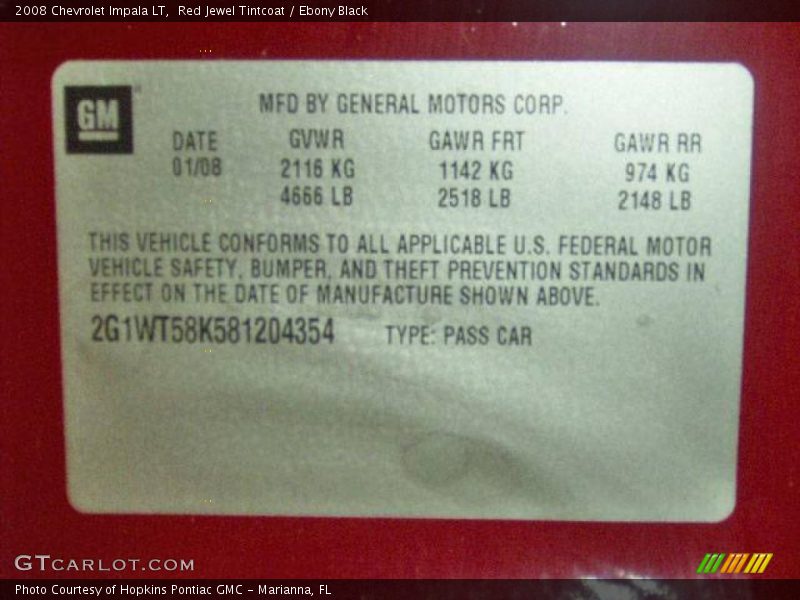 2008 Chevrolet Impala LT,  Red Jewel Tintcoat / Ebony Black
GM
MFD BY GENERAL MOTORS CORP.
DATE GVWR GAWR FRT GAWR RR
01/08 2116 KG 1142 KG 974 KG
4666 LB 2518 LB 2148 LB
THIS VEHICLE CONFORMS TO ALL APPLICABLE U.S. FEDERAL MOTOR
VEHICLE SAFETY, BUMPER, AND THEFT PREVENTION STANDARDS IN
EFFECT ON THE DATE OF MANUFACTURE SHOWN ABOVE.
2G1WT58K581204354 TYPE: PASS CAR
GTCARLOT.COM
Photo Courtesy of Hopkins Pontiac GMC - Marianna, FL